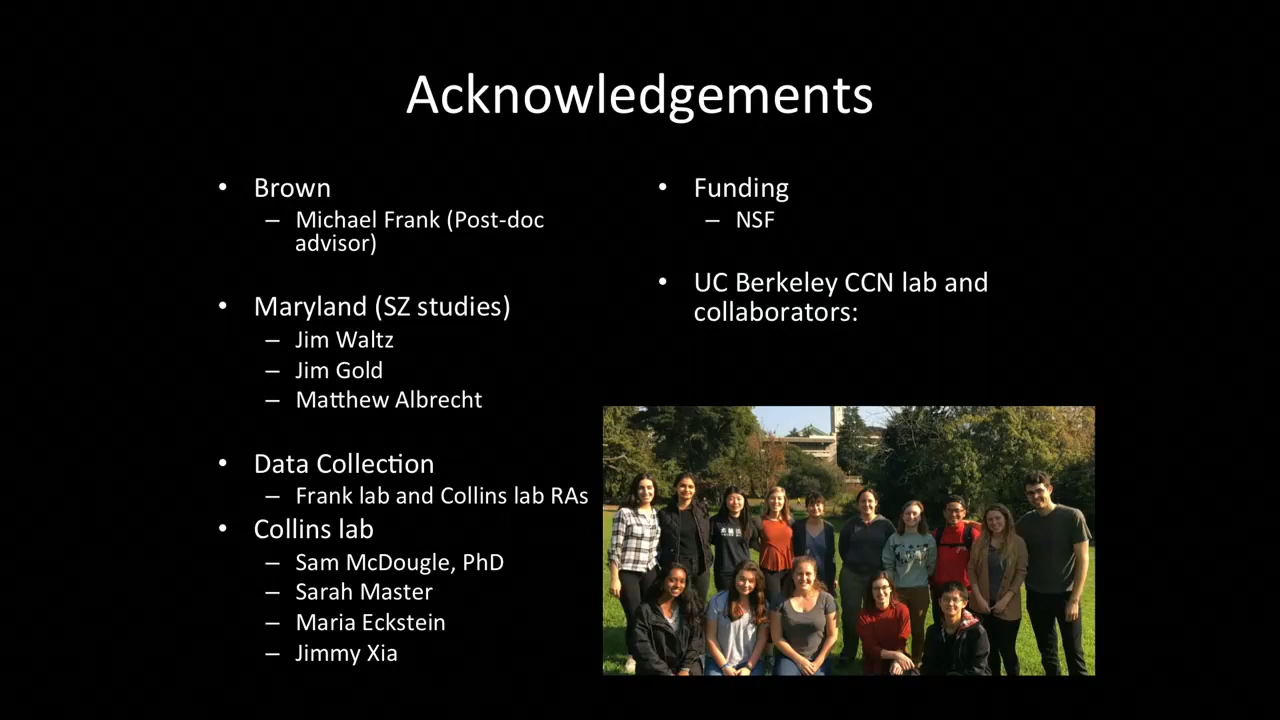 Acknowledgements
• Brown
– Michael Frank (Post-doc
advisor)
• Maryland (SZ studies)
– Jim Waltz
– Jim Gold
– Matthew Albrecht
• Data Collection
– Frank lab and Collins lab RAs
• Collins lab
– Sam McDougle, PhD
– Sarah Master
– Maria Eckstein
– Jimmy Xia
• Funding
– NSF
• UC Berkeley CCN lab and
collaborators: